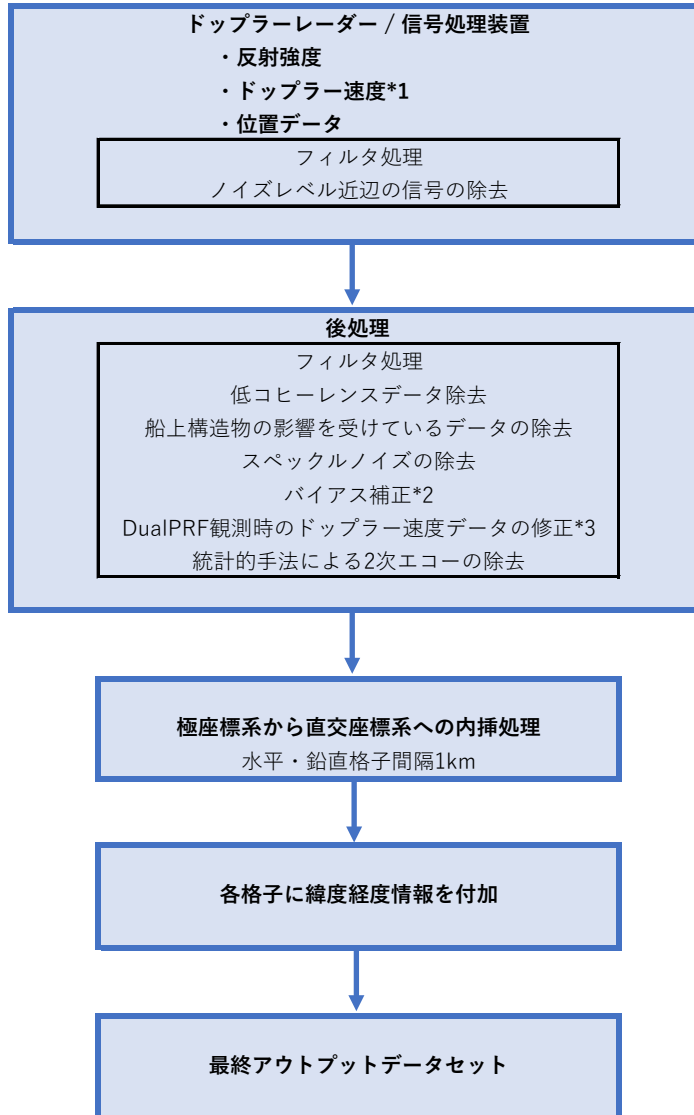 ドップラーレーダー / 信号処理装置
・反射強度
・ドップラー速度*1
・位置データ
フィルタ処理
ノイズレベル近辺の信号の除去
後処理
フィルタ処理
低コヒーレンスデータ除去
船上構造物の影響を受けているデータの除去
スペックルノイズの除去
バイアス補正*2
DualPRF観測時のドップラー速度データの修正*3
統計的手法による2次エコーの除去
極座標系から直交座標系への内挿処理
水平・鉛直格子間隔1km
各格子に緯度経度情報を付加
最終アウトプットデータセット